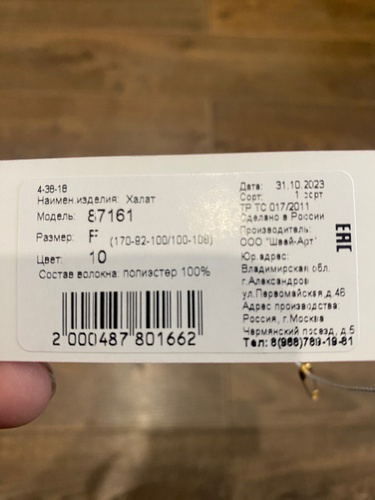 4-38-18
Наимен.изделия: Халат
Модель: 87161
Размер: F (170-92-100/100-108)
Цвет: 10
Состав волокна: полиэстер 100%
2 000487 801662
Дата: 31.10.2023
Сорт: 1 сорт
ТР ТС 017/2011
Сделано в России
Производитель:
ООО "Швей-Арт"
Юр.адрес:
Владимирская обл.
г.Александров
ул.Первомайская,д.46
Адрес производства:
Россия, г.Москва
Чермянский проезд, д.5
Тел: 8(968)789-19-81
EAC